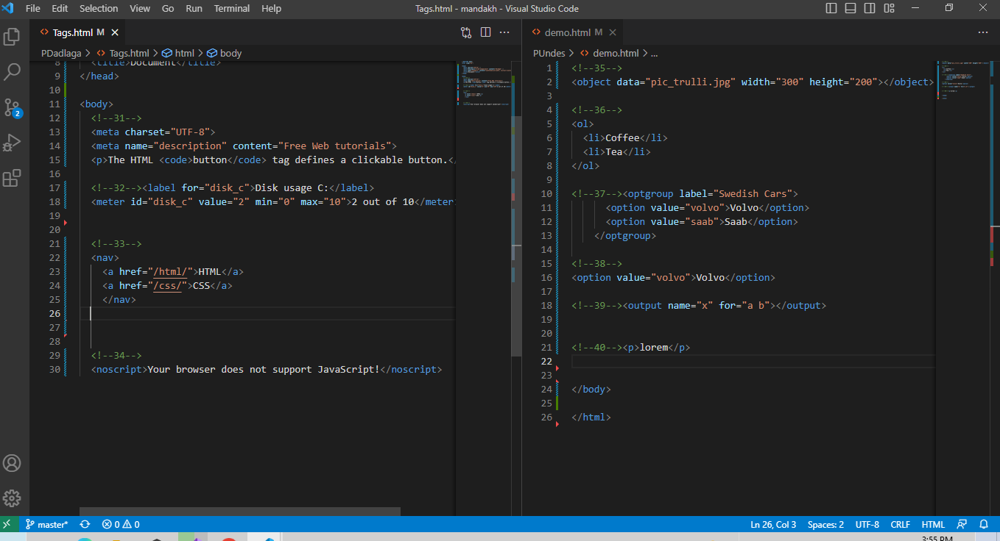 File Edit Selection View Go Run Terminal Help Tags.html - mandakh - Visual Studio Code
Tags.html M
PDadlaga > Tags.html > html > body
8 <title>Document</title>
9 </head>
10
11 <body>
12 <!--31-->
13 <meta charset="UTF-8">
14 <meta name="description" content="Free Web tutorials">
15 <p>The HTML <code>button</code> tag defines a clickable button.</
16
17 <!--32--><label for="disk_c">Disk usage C:</label>
18 <meter id="disk_c" value="2" min="0" max="10">2 out of 10</meter>
19
20
21 <!--33-->
22 <nav>
23 <a href="/html/">HTML</a>
24 <a href="/css/">CSS</a>
25 </nav>
26
27
28
29 <!--34-->
30 <noscript>Your browser does not support JavaScript!</noscript>
demo.html M
PUndes > demo.html > ...
1 <!--35-->
2 <object data="pic_trulli.jpg" width="300" height="200"></object>
3
4 <!--36-->
5 <ol>
6 <li>Coffee</li>
7 <li>Tea</li>
8 </ol>
9
10 <!--37--><optgroup label="Swedish Cars">
11 <option value="volvo">Volvo</option>
12 <option value="saab">Saab</option>
13 </optgroup>
14
15 <!--38-->
16 <option value="volvo">Volvo</option>
17
18 <!--39--><output name="x" for="a b"></output>
19
20
21 <!--40--><p>lorem</p>
22
23
24 </body>
25
26 </html>
2
master* 0 0 Ln 26, Col 3 Spaces: 2 UTF-8 CRLF HTML
3:55 PM